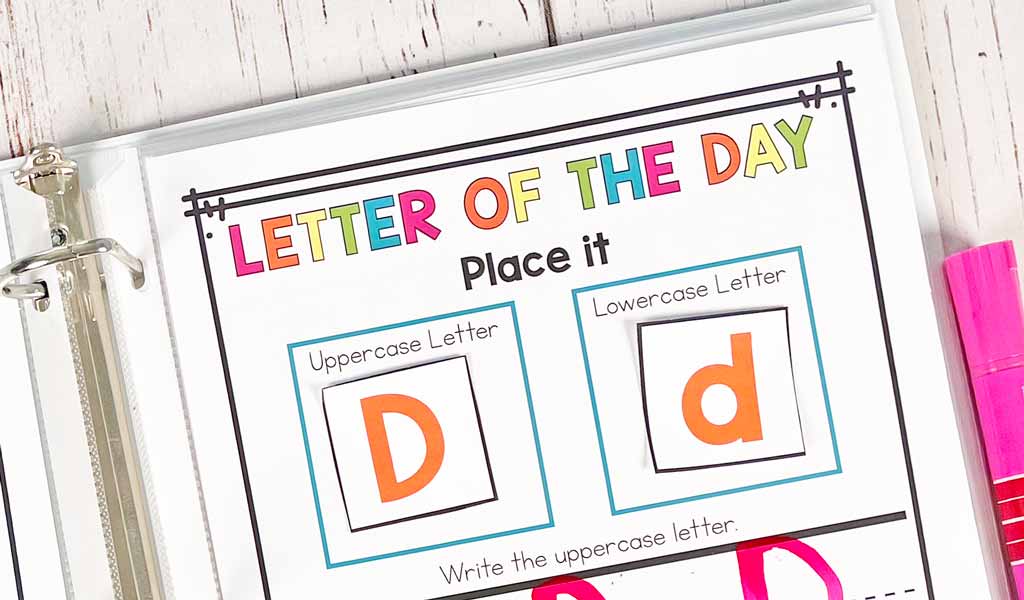 LETTER OF THE DAY
Place it
Uppercase Letter
Lowercase Letter
D
d
Write the uppercase letter.
D D